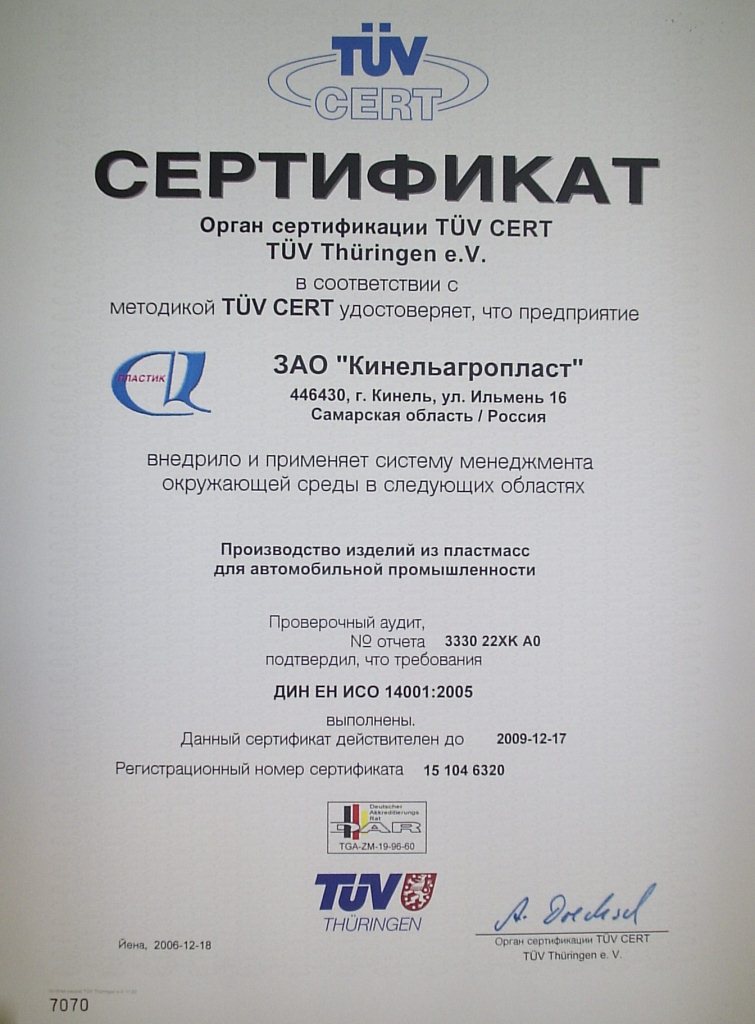 TÜV
CERT
СЕРТИФИКАТ
Орган сертификации TÜV CERT
TÜV Thüringen e.V.
в соответствии с
методикой TÜV CERT удостоверяет, что предприятие
ПЛАСТИК
ЗАО "Кинельагропласт"
446430, г. Кинель, ул. Ильмень 16
Самарская область / Россия
внедрило и применяет систему менеджмента
окружающей среды в следующих областях
Производство изделий из пластмасс
для автомобильной промышленности
Проверочный аудит,
№ отчета 3330 22XK A0
подтвердил, что требования
ДИН ЕН ИСО 14001:2005
выполнены.
Данный сертификат действителен до 2009-12-17
Регистрационный номер сертификата 15 104 6320
Deutscher
Akkreditierungs
Rat
DAR
TGA-ZM-19-96-60
TÜV
THÜRINGEN
Йена, 2006-12-18
Орган сертификации TÜV CERT
TÜV Thüringen e. V.
7070